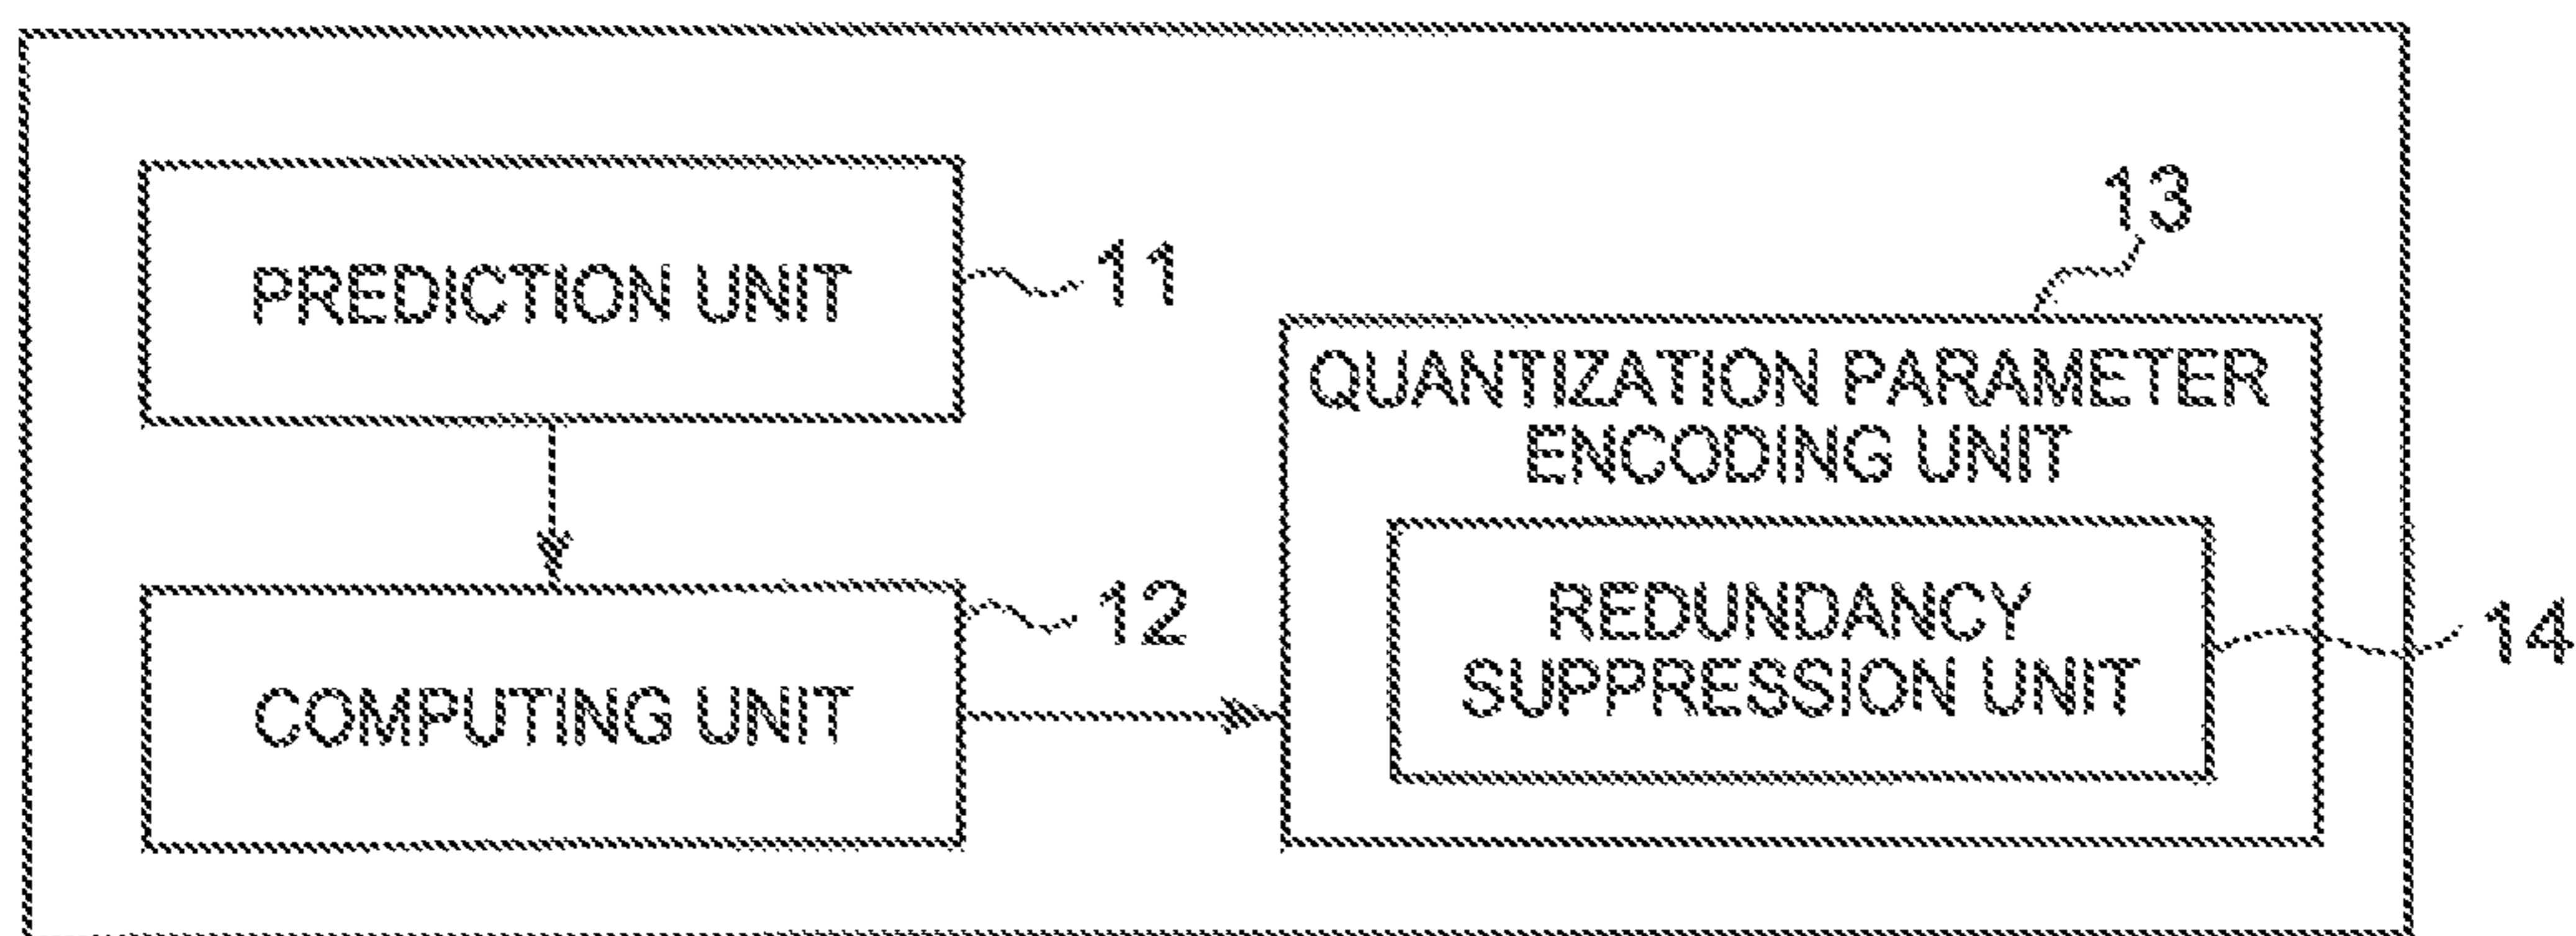 PREDICTION UNIT
11
COMPUTING UNIT
12
13
QUANTIZATION PARAMETER
ENCODING UNIT
REDUNDANCY
SUPPRESSION UNIT
14